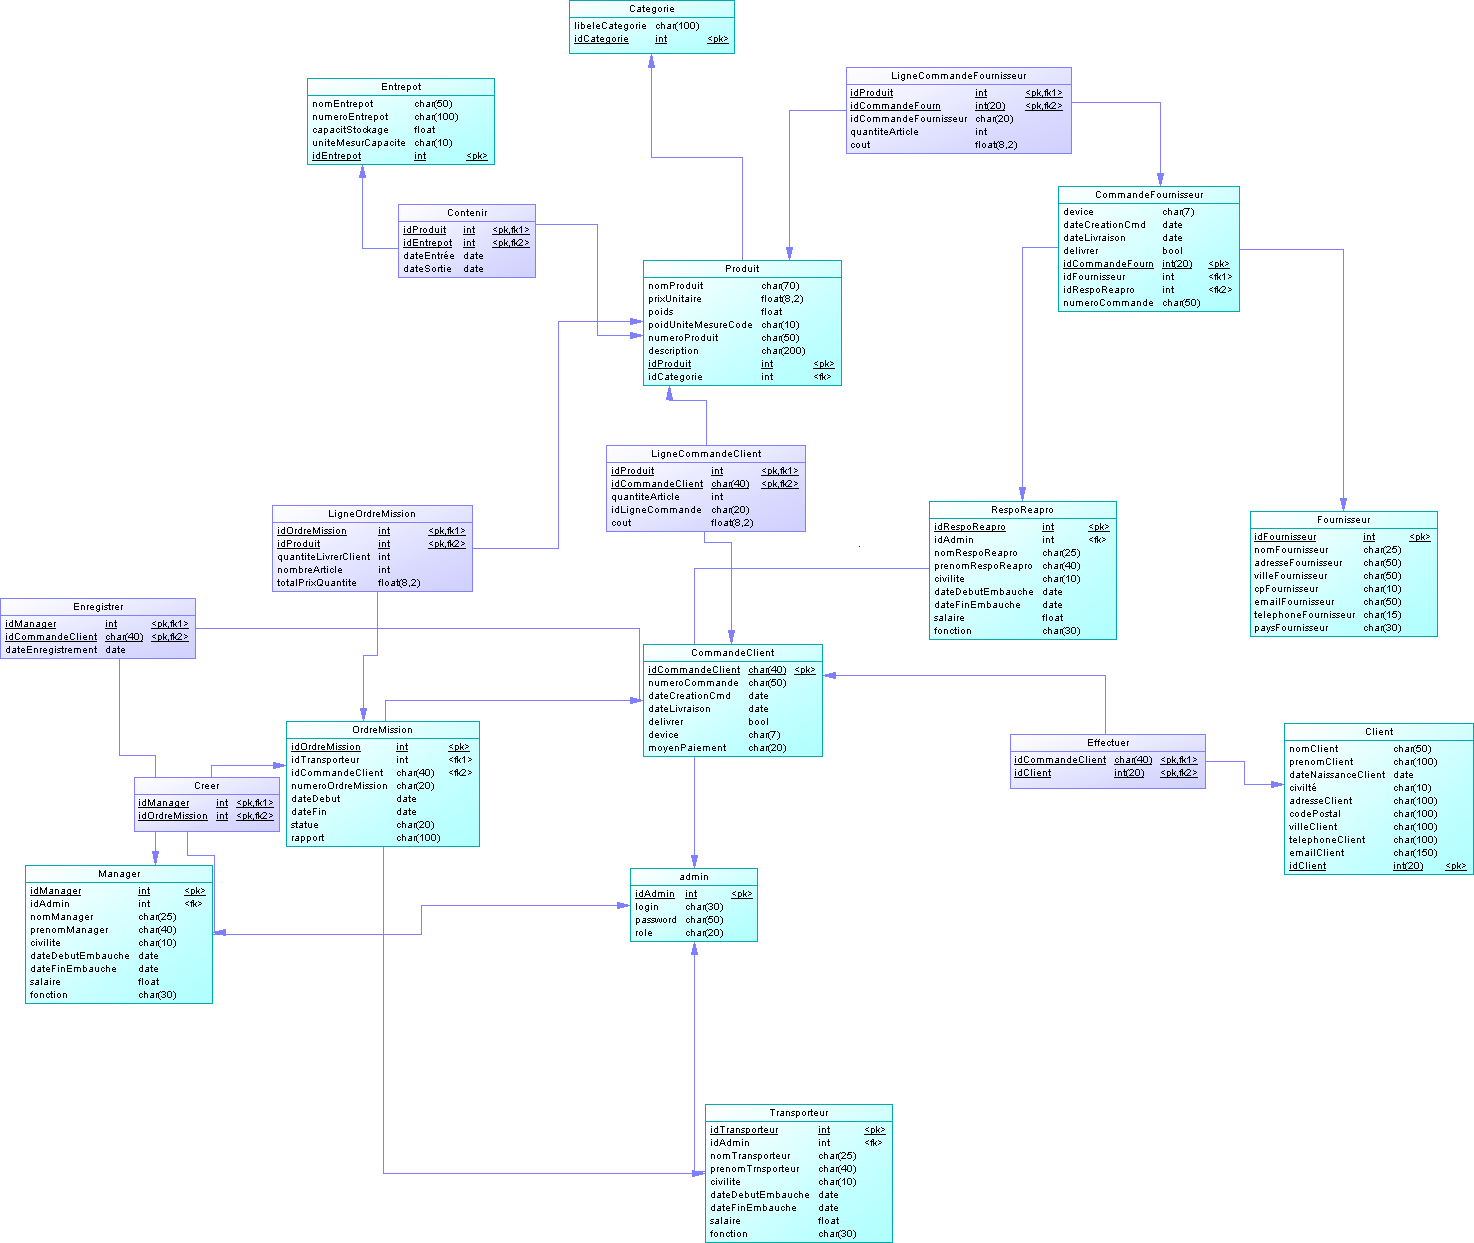 Categorie
libeleCategorie char(100)
idCategorie int <pk>
LigneCommandeFournisseur
idProduit int <pk,fk1>
idCommandeFourn int(20) <pk,fk2>
idCommandeFournisseur char(20)
quantiteArticle int
cout float(8,2)
Entrepot
nomEntrepot char(50)
numeroEntrepot char(100)
capacitStockage float
uniteMesurCapacite char(10)
idEntrepot int <pk>
CommandeFournisseur
device char(7)
dateCreationCmd date
dateLivraison date
delivrer bool
idCommandeFourn int(20) <pk>
idFournisseur int <fk1>
idRespoReapro int <fk2>
numeroCommande char(50)
Contenir
idProduit int <pk,fk1>
idEntrepot int <pk,fk2>
dateEntrée date
dateSortie date
Produit
nomProduit char(70)
prixUnitaire float(8,2)
poids float
poidUniteMesureCode char(10)
numeroProduit char(50)
description char(200)
idProduit int <pk>
idCategorie int <fk>
LigneCommandeClient
idProduit int <pk,fk1>
idCommandeClient char(40) <pk,fk2>
quantiteArticle int
idLigneCommande char(20)
cout float(8,2)
LigneOrdreMission
idOrdreMission int <pk,fk1>
idProduit int <pk,fk2>
quantiteLivrerClient int
nombreArticle int
totalPrixQuantite float(8,2)
RespoReapro
idRespoReapro int <pk>
idAdmin int <fk>
nomRespoReapro char(25)
prenomRespoReapro char(40)
civilite char(10)
dateDebutEmbauche date
dateFinEmbauche date
salaire float
fonction char(30)
Fournisseur
idFournisseur int <pk>
nomFournisseur char(25)
adresseFournisseur char(50)
villeFournisseur char(50)
cpFournisseur char(10)
emailFournisseur char(50)
telephoneFournisseur char(15)
paysFournisseur char(30)
Enregistrer
idManager int <pk,fk1>
idCommandeClient char(40) <pk,fk2>
dateEnregistrement date
CommandeClient
idCommandeClient char(40) <pk>
numeroCommande char(50)
dateCreationCmd date
dateLivraison date
delivrer bool
device char(7)
moyenPaiement char(20)
OrdreMission
idOrdreMission int <pk>
idTransporteur int <fk1>
idCommandeClient char(40) <fk2>
numeroOrdreMission char(20)
dateDebut date
dateFin date
statue char(20)
rapport char(100)
Effectuer
idCommandeClient char(40) <pk,fk1>
idClient int(20) <pk,fk2>
Client
nomClient char(50)
prenomClient char(100)
dateNaissanceClient date
civilté char(10)
adresseClient char(100)
codePostal char(100)
villeClient char(100)
telephoneClient char(100)
emailClient char(150)
idClient int(20) <pk>
Creer
idManager int <pk,fk1>
idOrdreMission int <pk,fk2>
Manager
idManager int <pk>
idAdmin int <fk>
nomManager char(25)
prenomManager char(40)
civilite char(10)
dateDebutEmbauche date
dateFinEmbauche date
salaire float
fonction char(30)
admin
idAdmin int <pk>
login char(30)
password char(50)
role char(20)
Transporteur
idTransporteur int <pk>
idAdmin int <fk>
nomTransporteur char(25)
prenomTrnsporteur char(40)
civilite char(10)
dateDebutEmbauche date
dateFinEmbauche date
salaire float
fonction char(30)